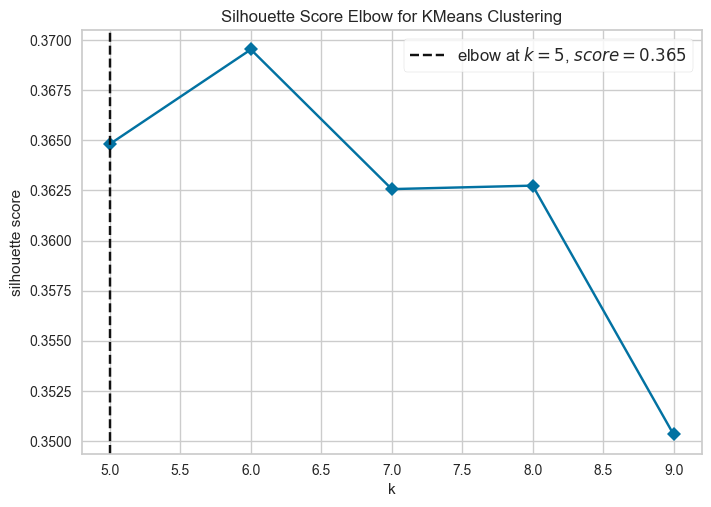 Silhouette Score Elbow for KMeans Clustering
elbow at k = 5, score = 0.365
silhouette score
0.3700
0.3675
0.3650
0.3625
0.3600
0.3575
0.3550
0.3525
0.3500
5.0 5.5 6.0 6.5 7.0 7.5 8.0 8.5 9.0
k